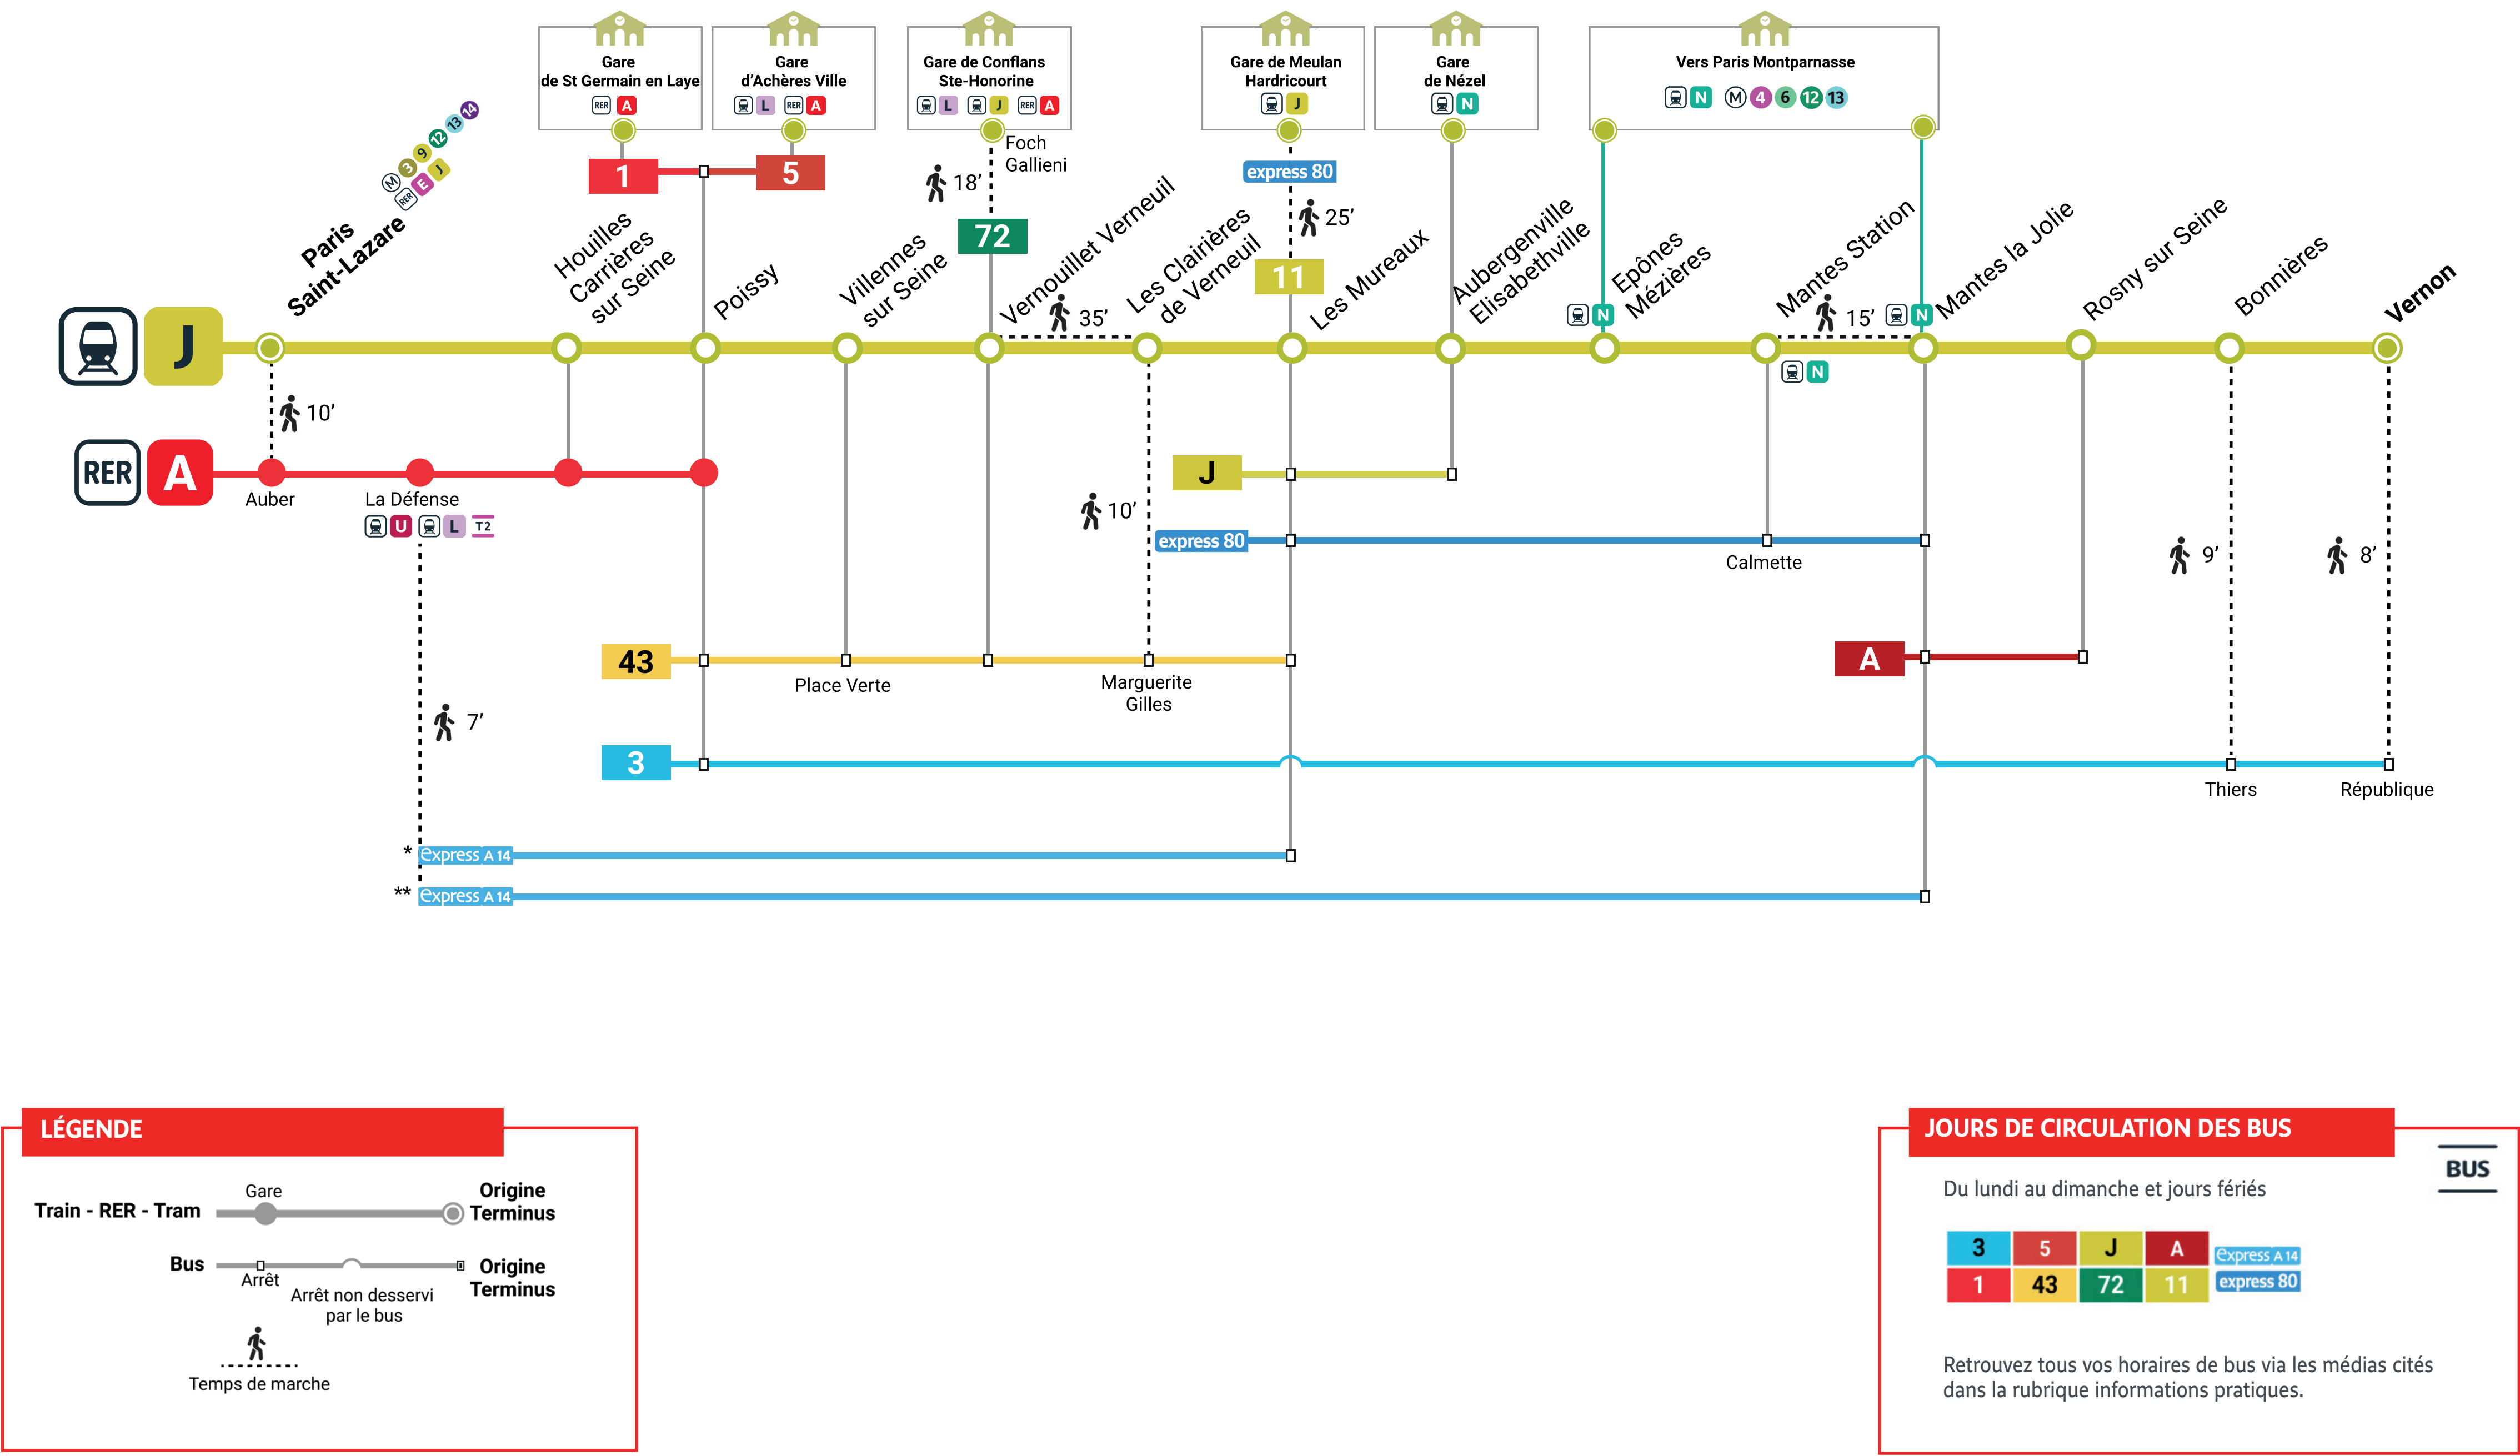 Gare
de St Germain en Laye
RER A
Gare
d'Achères Ville
L RER A
Gare de Conflans
Ste-Honorine
L J RER A
Gare de Meulan
Hardricourt
J
Gare
de Nézel
N
Vers Paris Montparnasse
N M 4 6 12 13
Foch
Gallieni
1
5
18'
72
express 80
25'
11
M 3 9 12 13 14
RER E J
Paris
Saint-Lazare
Houilles
Carrières
sur Seine
Poissy
Villennes
sur Seine
Vernouillet Verneuil
35'
Les Clairières
de Verneuil
Les Mureaux
Aubergenville
Elisabethville
N
Epônes
Mézières
Mantes Station
15'
N
Mantes la Jolie
Rosny sur Seine
Bonnières
Vernon
J
N
10'
RER A
Auber
La Défense
U L T2
J
10'
express 80
Calmette
9'
8'
43
Place Verte
Marguerite
Gilles
A
7'
3
Thiers
République
* express A 14
** express A 14
LÉGENDE
Gare
Train - RER - Tram
Origine
Terminus
Bus
Arrêt
Arrêt non desservi
par le bus
Origine
Terminus
Temps de marche
JOURS DE CIRCULATION DES BUS
BUS
Du lundi au dimanche et jours fériés
3 5 J A express A 14
1 43 72 11 express 80
Retrouvez tous vos horaires de bus via les médias cités
dans la rubrique informations pratiques.